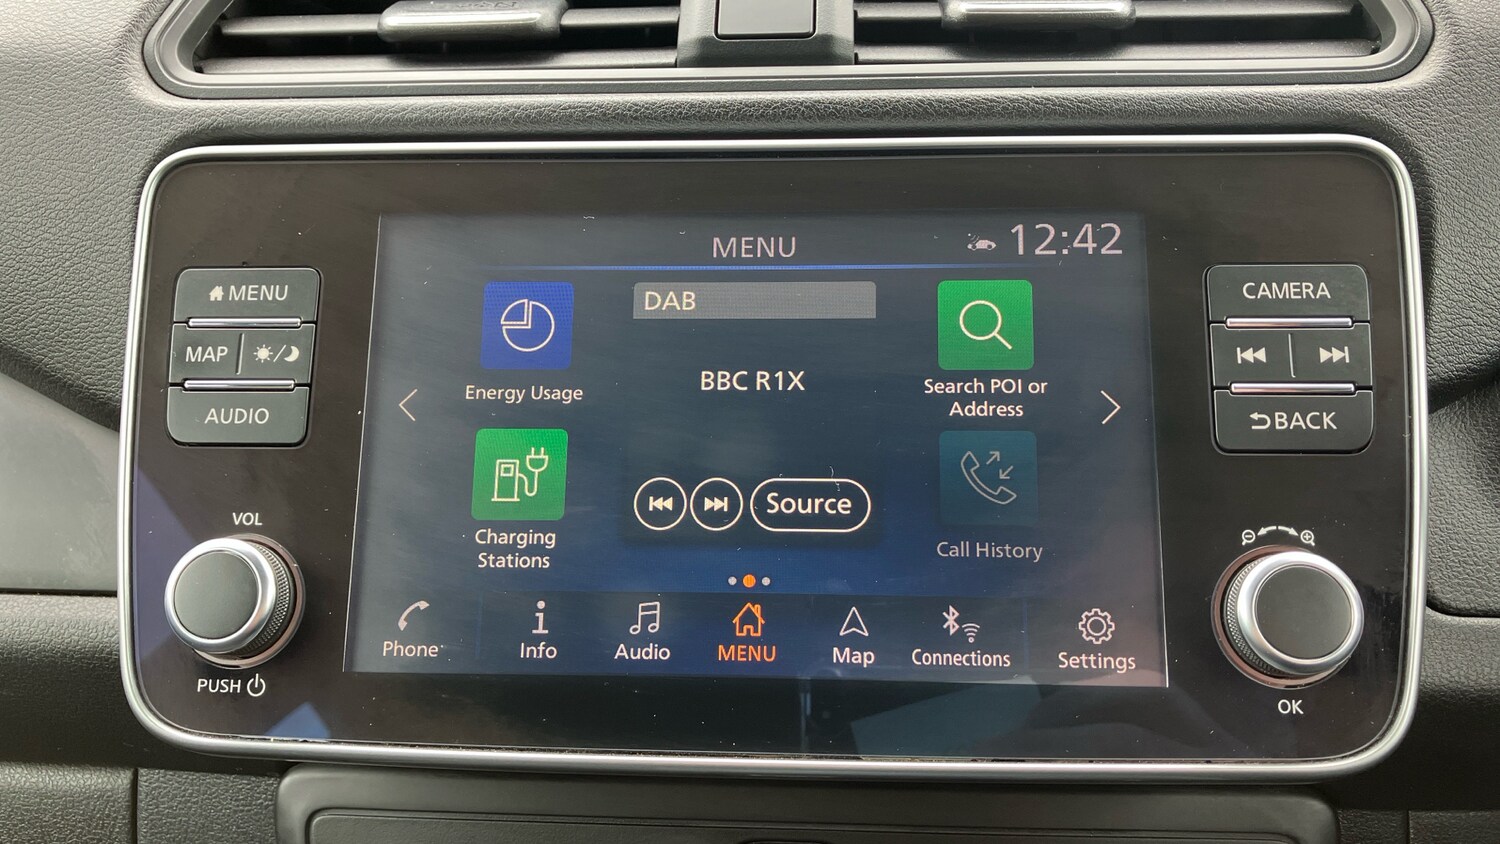 MENU
12:42
MENU
MAP
AUDIO
VOL
PUSH
DAB
BBC R1X
Source
Energy Usage
Charging
Stations
Search POI or
Address
Call History
Phone
Info
Audio
MENU
Map
Connections
Settings
CAMERA
BACK
OK